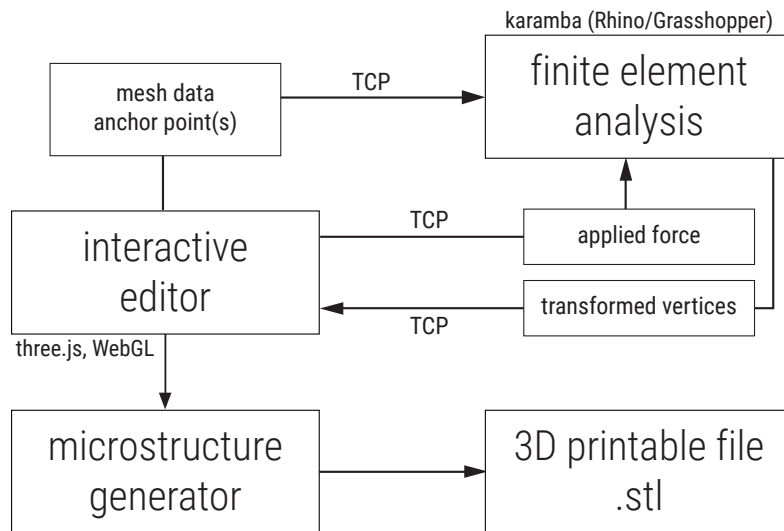 karamba (Rhino/Grasshopper)
mesh data
anchor point(s)
TCP
finite element
analysis
interactive
editor
TCP
applied force
TCP
transformed vertices
three.js, WebGL
microstructure
generator
3D printable file
.stl